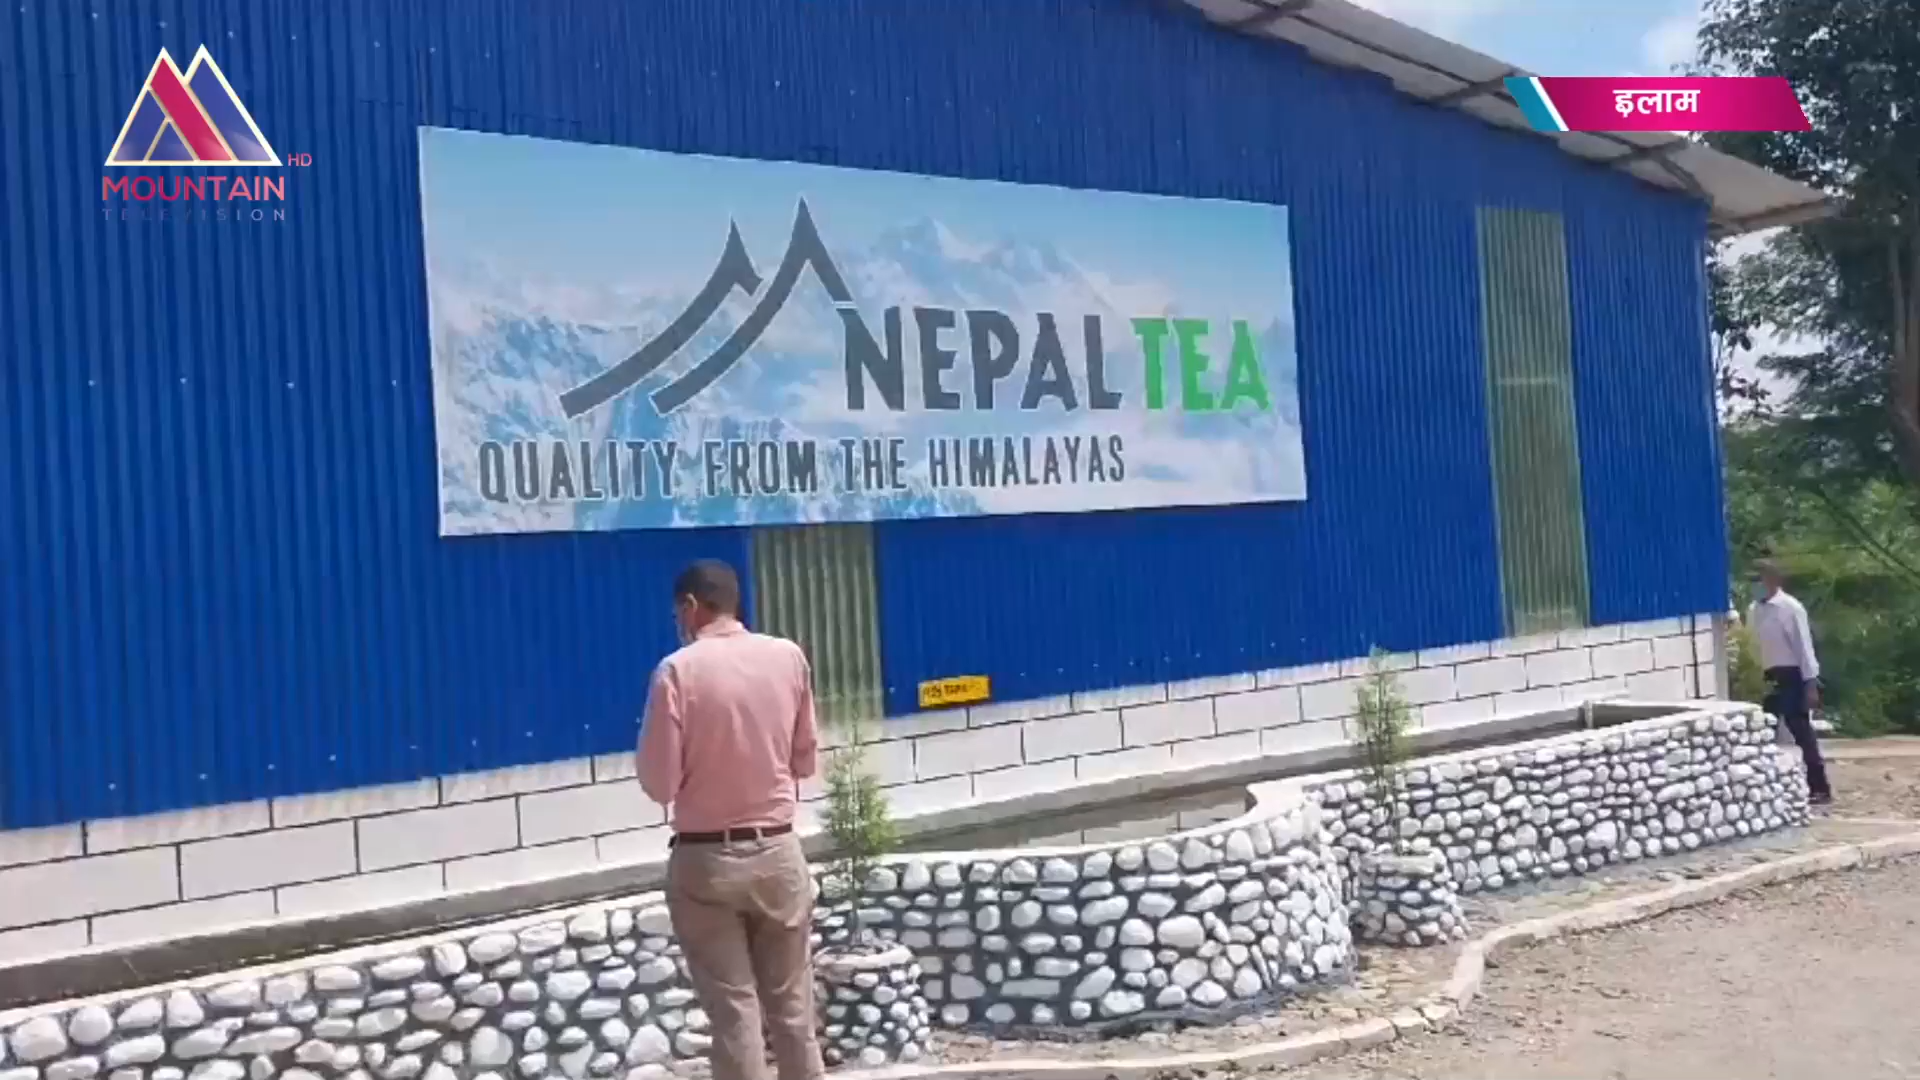 HD
MOUNTAIN
TELEVISION
इलाम
NEPAL TEA
QUALITY FROM THE HIMALAYAS